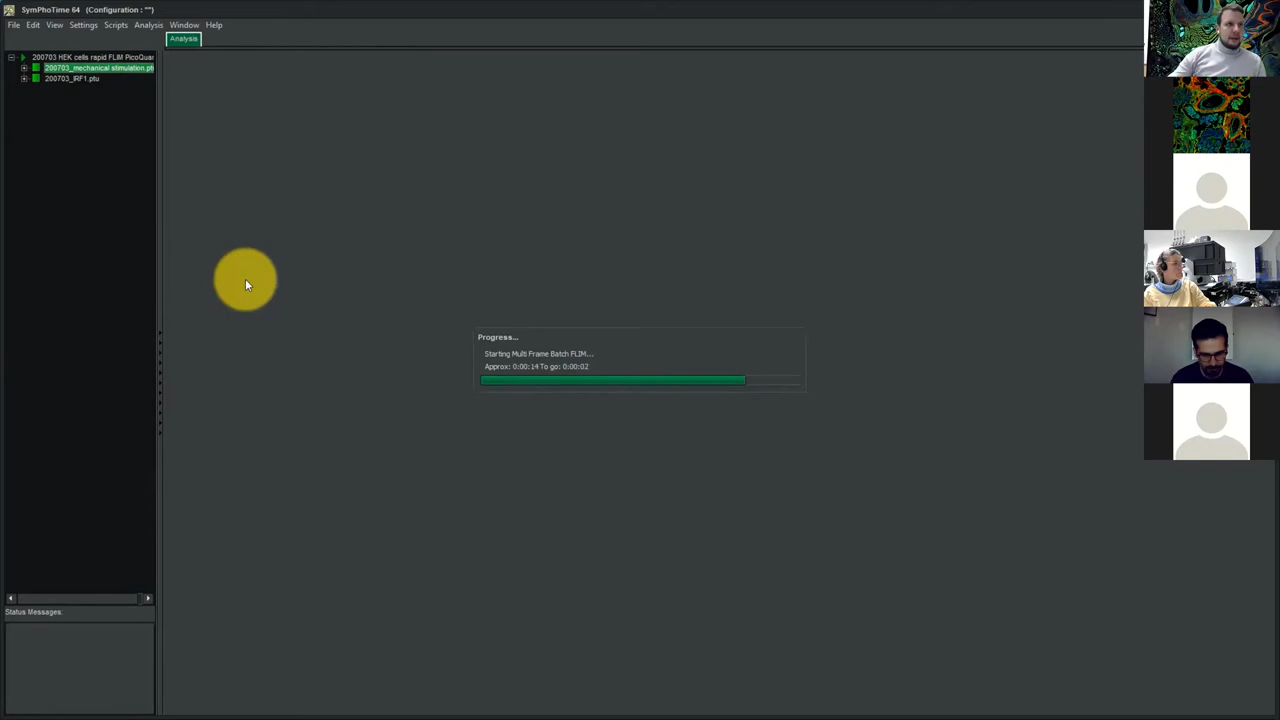 SymPhoTime 64 (Configuration : "")
File Edit View Settings Scripts Analysis Window Help
Analysis
200703 HEK cells rapid FLIM PicoQuan
200703_mechanical stimulation.ptu
200703_IRF1.ptu
Progress...
Starting Multi Frame Batch FLIM...
Approx: 0:00:14 To go: 0:00:02
Status Messages: